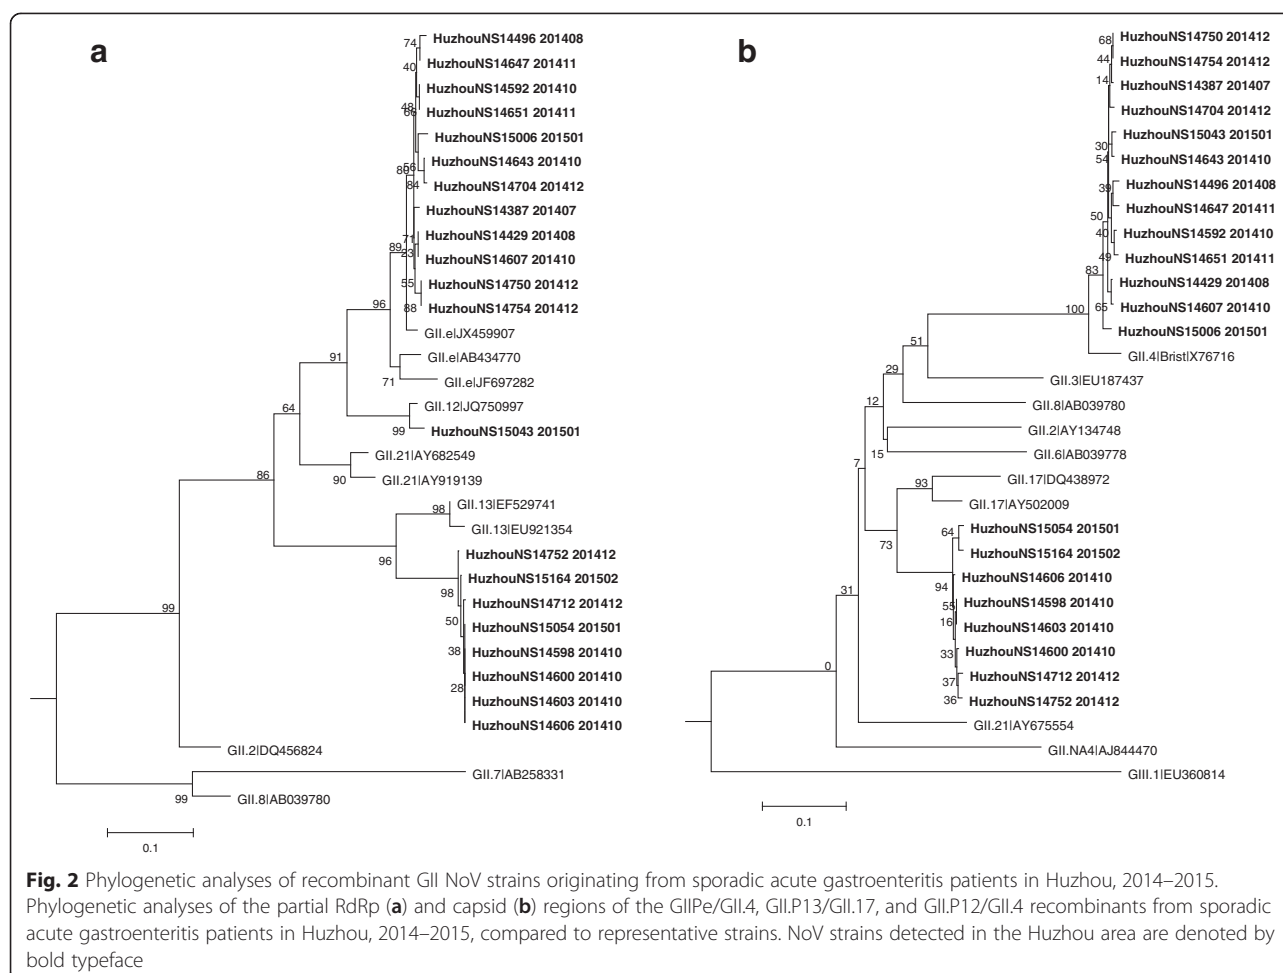 a
74
HuzhouNS14496 201408
HuzhouNS14647 201411
40
HuzhouNS14592 201410
48
66
HuzhouNS14651 201411
HuzhouNS15006 201501
HuzhouNS14643 201410
80
56
84
HuzhouNS14704 201412
HuzhouNS14387 201407
71
HuzhouNS14429 201408
89
23
HuzhouNS14607 201410
55
HuzhouNS14750 201412
88
HuzhouNS14754 201412
96
GII.e|JX459907
91
GII.e|AB434770
71
GII.e|JF697282
64
GII.12|JQ750997
99
HuzhouNS15043 201501
GII.21|AY682549
86
90
GII.21|AY919139
98
GII.13|EF529741
GII.13|EU921354
96
HuzhouNS14752 201412
HuzhouNS15164 201502
98
HuzhouNS14712 201412
99
50
HuzhouNS15054 201501
38
HuzhouNS14598 201410
HuzhouNS14600 201410
28
HuzhouNS14603 201410
HuzhouNS14606 201410
GII.2|DQ456824
GII.7|AB258331
99
GII.8|AB039780
0.1
b
68
HuzhouNS14750 201412
44
HuzhouNS14754 201412
14
HuzhouNS14387 201407
HuzhouNS14704 201412
HuzhouNS15043 201501
30
54
HuzhouNS14643 201410
39
HuzhouNS14496 201408
50
HuzhouNS14647 201411
40
HuzhouNS14592 201410
49
HuzhouNS14651 201411
83
HuzhouNS14429 201408
65
HuzhouNS14607 201410
100
HuzhouNS15006 201501
51
GII.4|Brist|X76716
29
GII.3|EU187437
12
GII.8|AB039780
GII.2|AY134748
15
GII.6|AB039778
7
93
GII.17|DQ438972
GII.17|AY502009
64
HuzhouNS15054 201501
73
HuzhouNS15164 201502
94
HuzhouNS14606 201410
31
55
HuzhouNS14598 201410
16
HuzhouNS14603 201410
33
HuzhouNS14600 201410
0
37
HuzhouNS14712 201412
36
HuzhouNS14752 201412
GII.21|AY675554
GII.NA4|AJ844470
GIII.1|EU360814
0.1
Fig. 2 Phylogenetic analyses of recombinant GII NoV strains originating from sporadic acute gastroenteritis patients in Huzhou, 2014–2015.
Phylogenetic analyses of the partial RdRp (a) and capsid (b) regions of the GIIPe/GII.4, GII.P13/GII.17, and GII.P12/GII.4 recombinants from sporadic
acute gastroenteritis patients in Huzhou, 2014–2015, compared to representative strains. NoV strains detected in the Huzhou area are denoted by
bold typeface